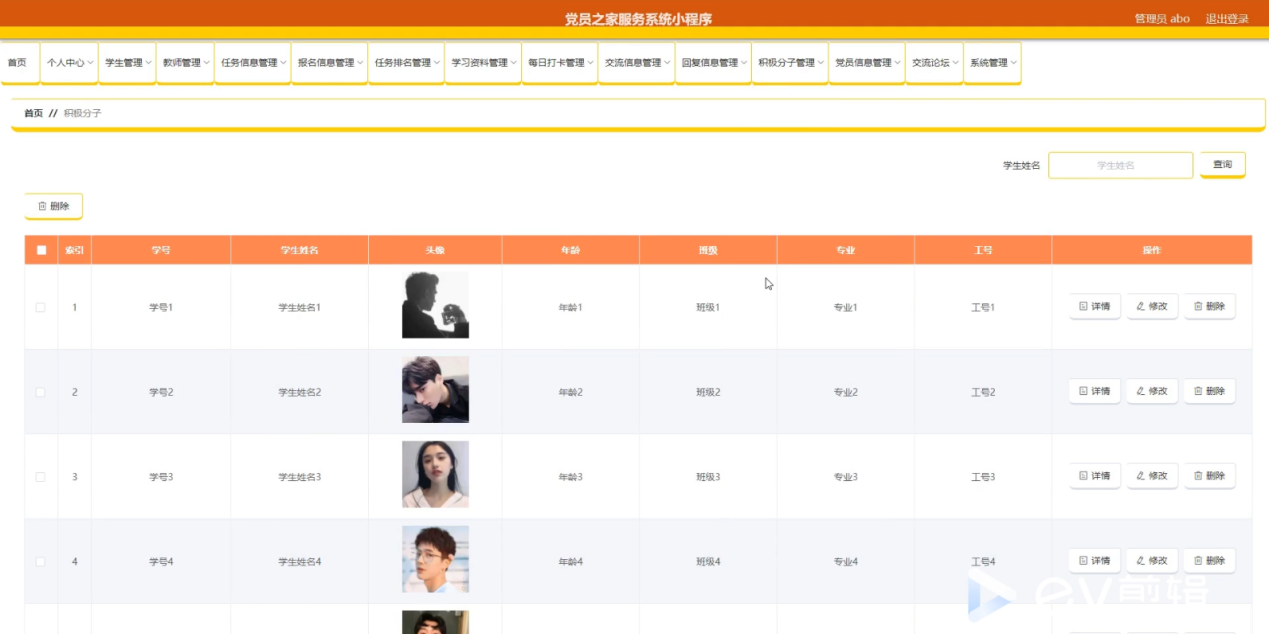 党员之家服务系统小程序
管理员 abo 退出登录
首页 个人中心 学生管理 教师管理 任务信息管理 报名信息管理 任务排名管理 学习资料管理 每日打卡管理 交流信息管理 回复信息管理 积极分子管理 党员信息管理 交流论坛 系统管理
首页 // 积极分子
学生姓名 学生姓名 查询
删除
索引 学号 学生姓名 头像 年龄 班级 专业 工号 操作
1 学号1 学生姓名1 年龄1 班级1 专业1 工号1 详情 修改 删除
2 学号2 学生姓名2 年龄2 班级2 专业2 工号2 详情 修改 删除
3 学号3 学生姓名3 年龄3 班级3 专业3 工号3 详情 修改 删除
4 学号4 学生姓名4 年龄4 班级4 专业4 工号4 详情 修改 删除
ev剪辑